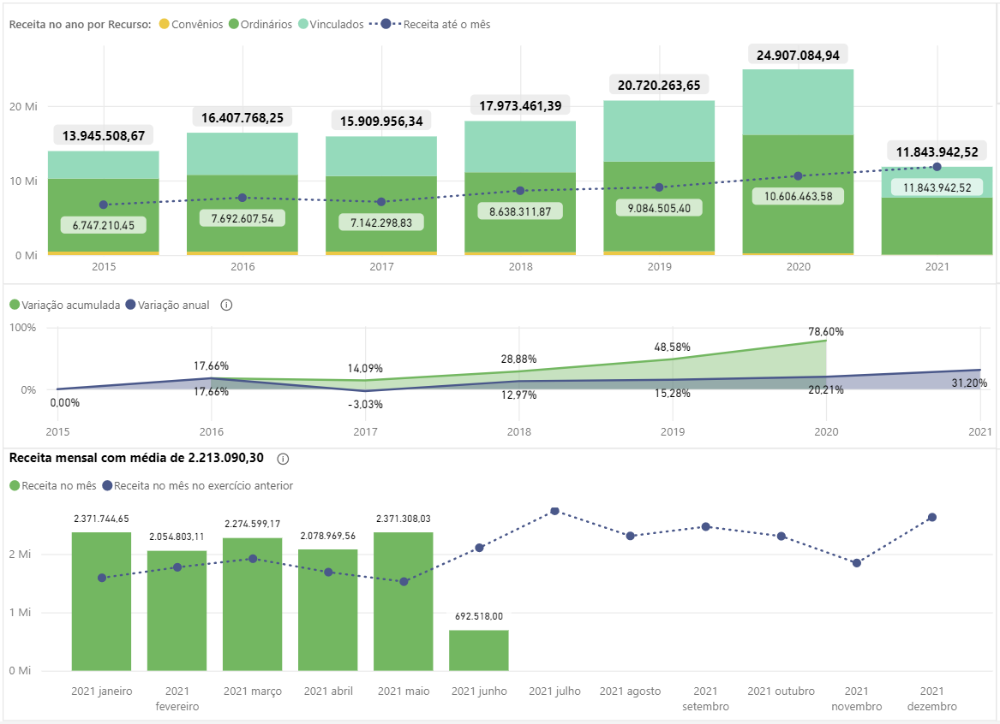 Receita no ano por Recurso: Convênios Ordinários Vinculados Receita até o mês
24.907.084,94
20.720.263,65
17.973.461,39
16.407.768,25
15.909.956,34
13.945.508,67
11.843.942,52
20 Mi
10 Mi
0 Mi
6.747.210,45
7.692.607,54
7.142.298,83
8.638.311,87
9.084.505,40
10.606.463,58
11.843.942,52
2015 2016 2017 2018 2019 2020 2021
Variação acumulada Variação anual
100%
0%
17,66%
14,09%
28,88%
48,58%
78,60%
0,00%
17,66%
-3,03%
12,97%
15,28%
20,21%
31,20%
2015 2016 2017 2018 2019 2020 2021
Receita mensal com média de 2.213.090,30
Receita no mês Receita no mês no exercício anterior
2.371.744,65
2.054.803,11
2.274.599,17
2.078.969,56
2.371.308,03
692.518,00
2 Mi
1 Mi
0 Mi
2021 janeiro
2021
fevereiro
2021 março
2021 abril
2021 maio
2021 junho
2021 julho
2021 agosto
2021
setembro
2021 outubro
2021
novembro
2021
dezembro